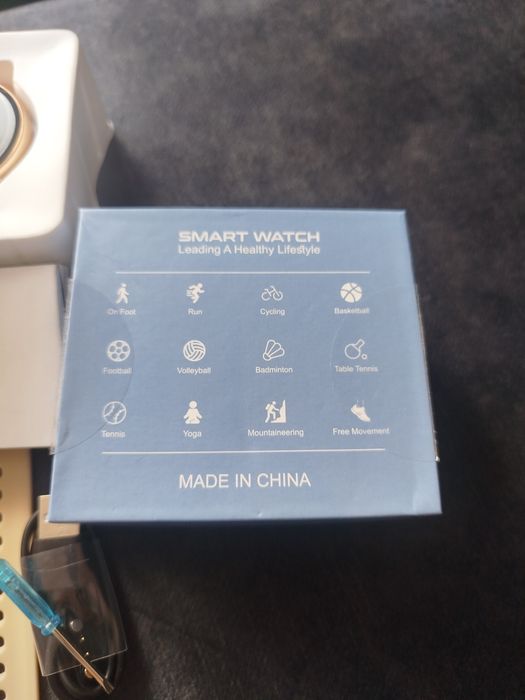 SMART WATCH
Leading A Healthy Lifestyle
On Foot Run Cycling Basketball
Football Volleyball Badminton Table Tennis
Tennis Yoga Mountaineering Free Movement
MADE IN CHINA